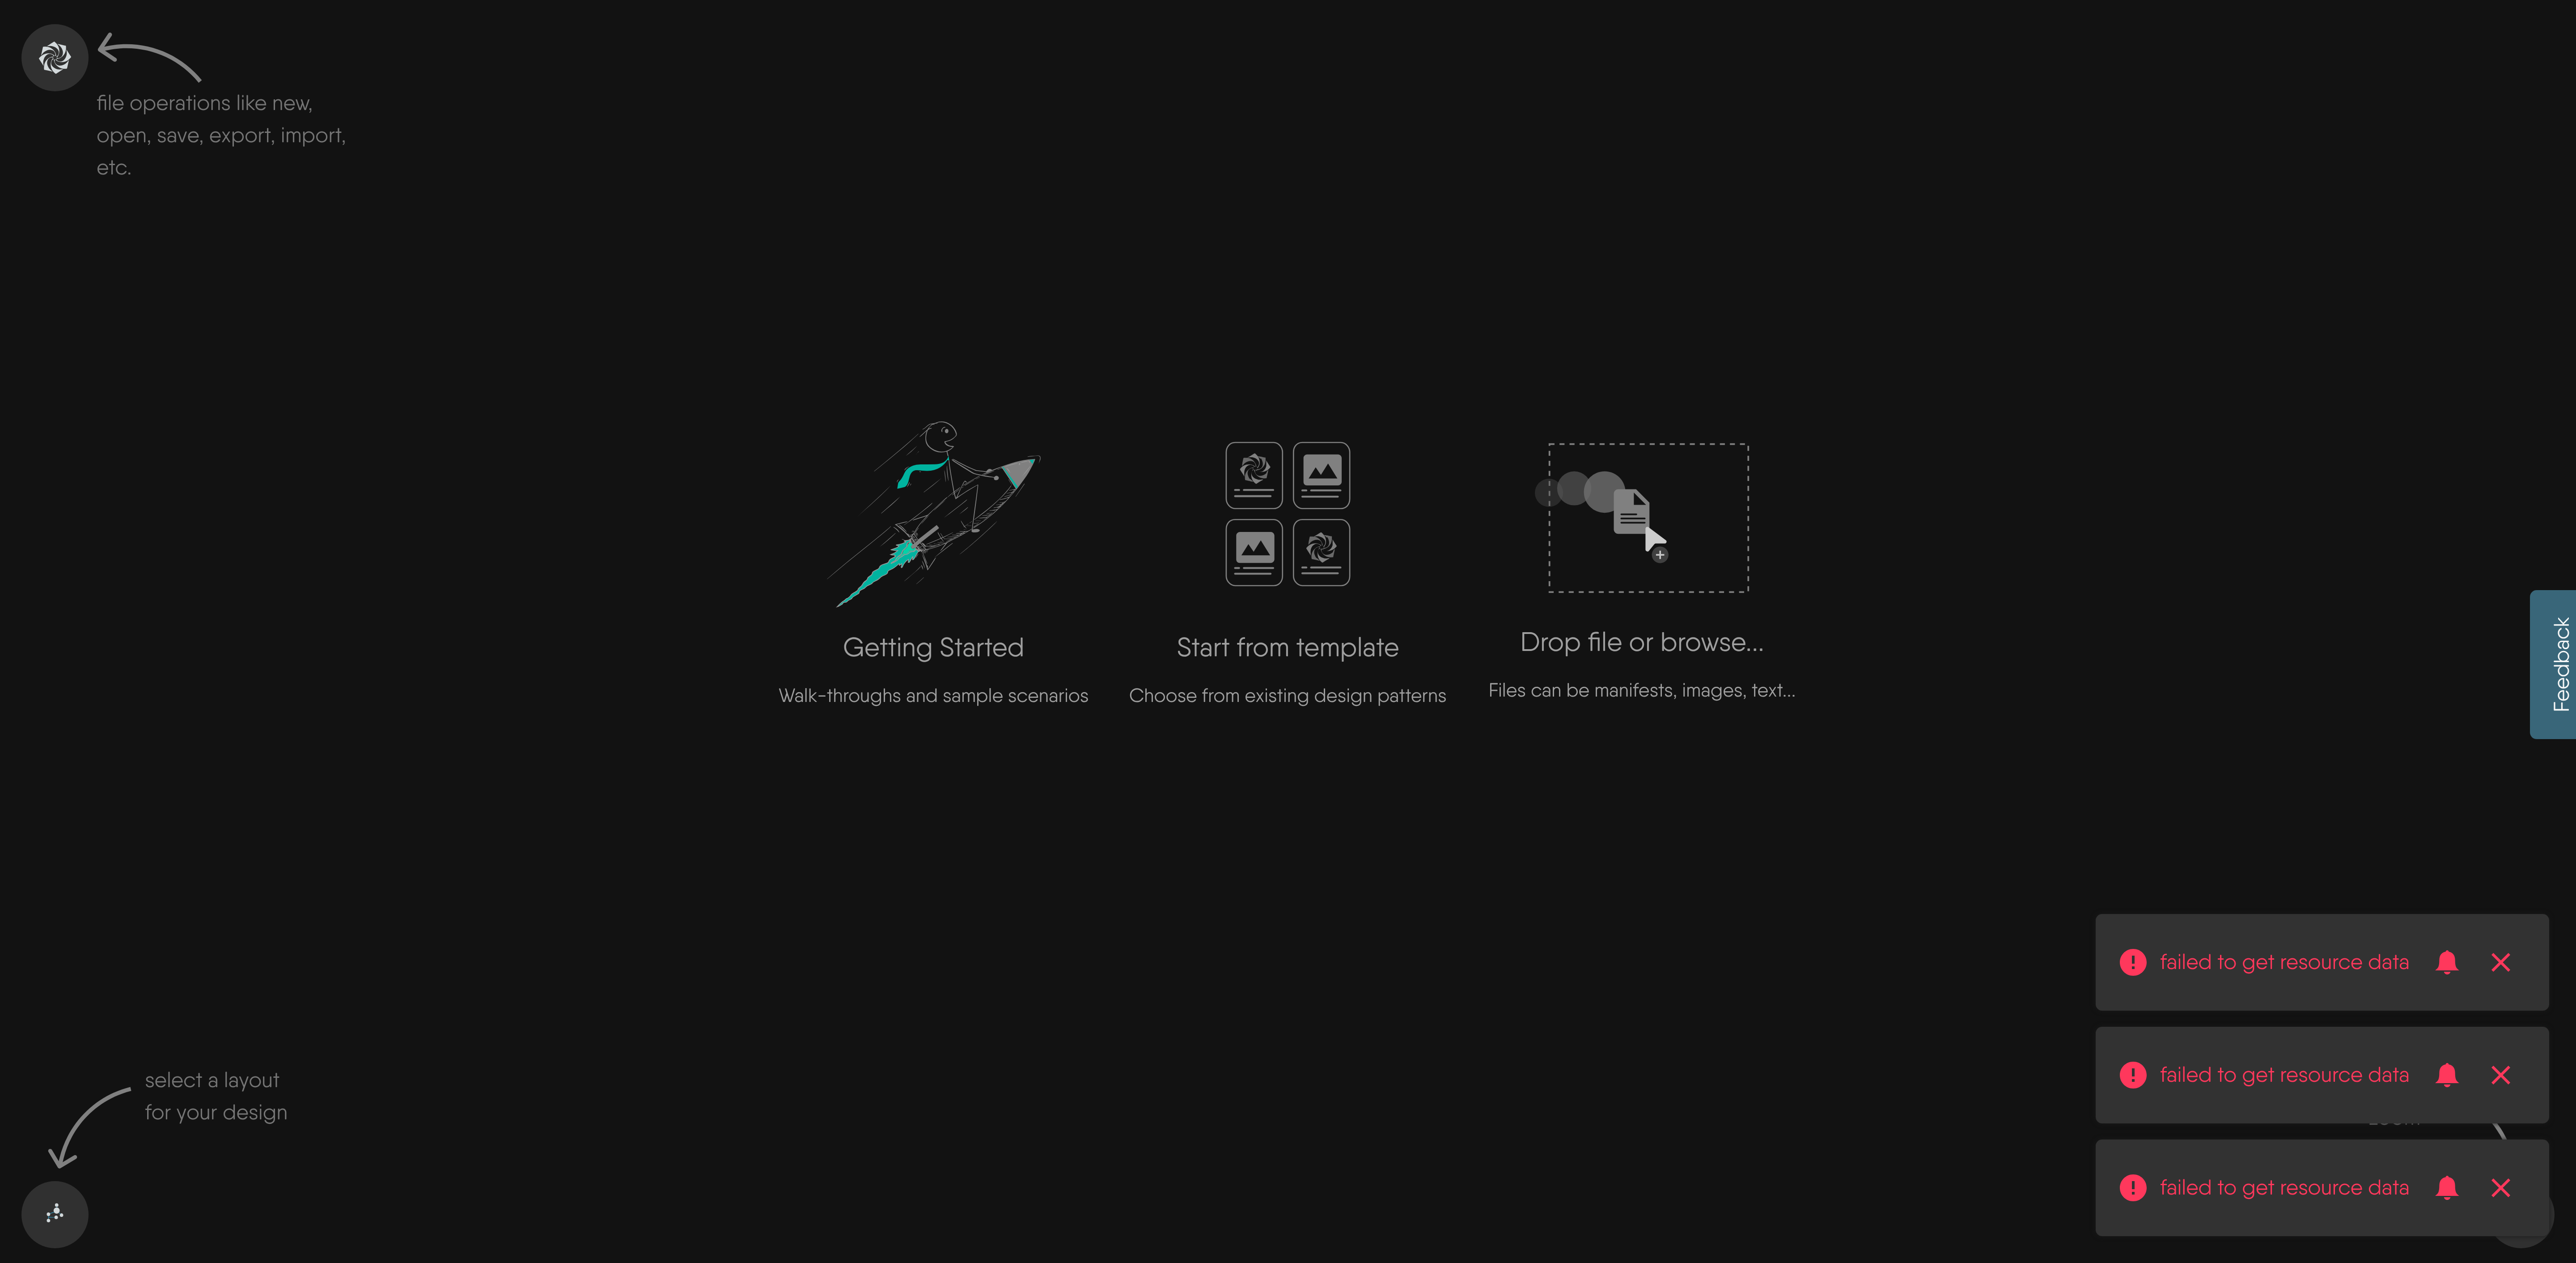 file operations like new,
open, save, export, import,
etc.
Getting Started
Walk-throughs and sample scenarios
Start from template
Choose from existing design patterns
Drop file or browse...
Files can be manifests, images, text...
Feedback
failed to get resource data
failed to get resource data
failed to get resource data
select a layout
for your design